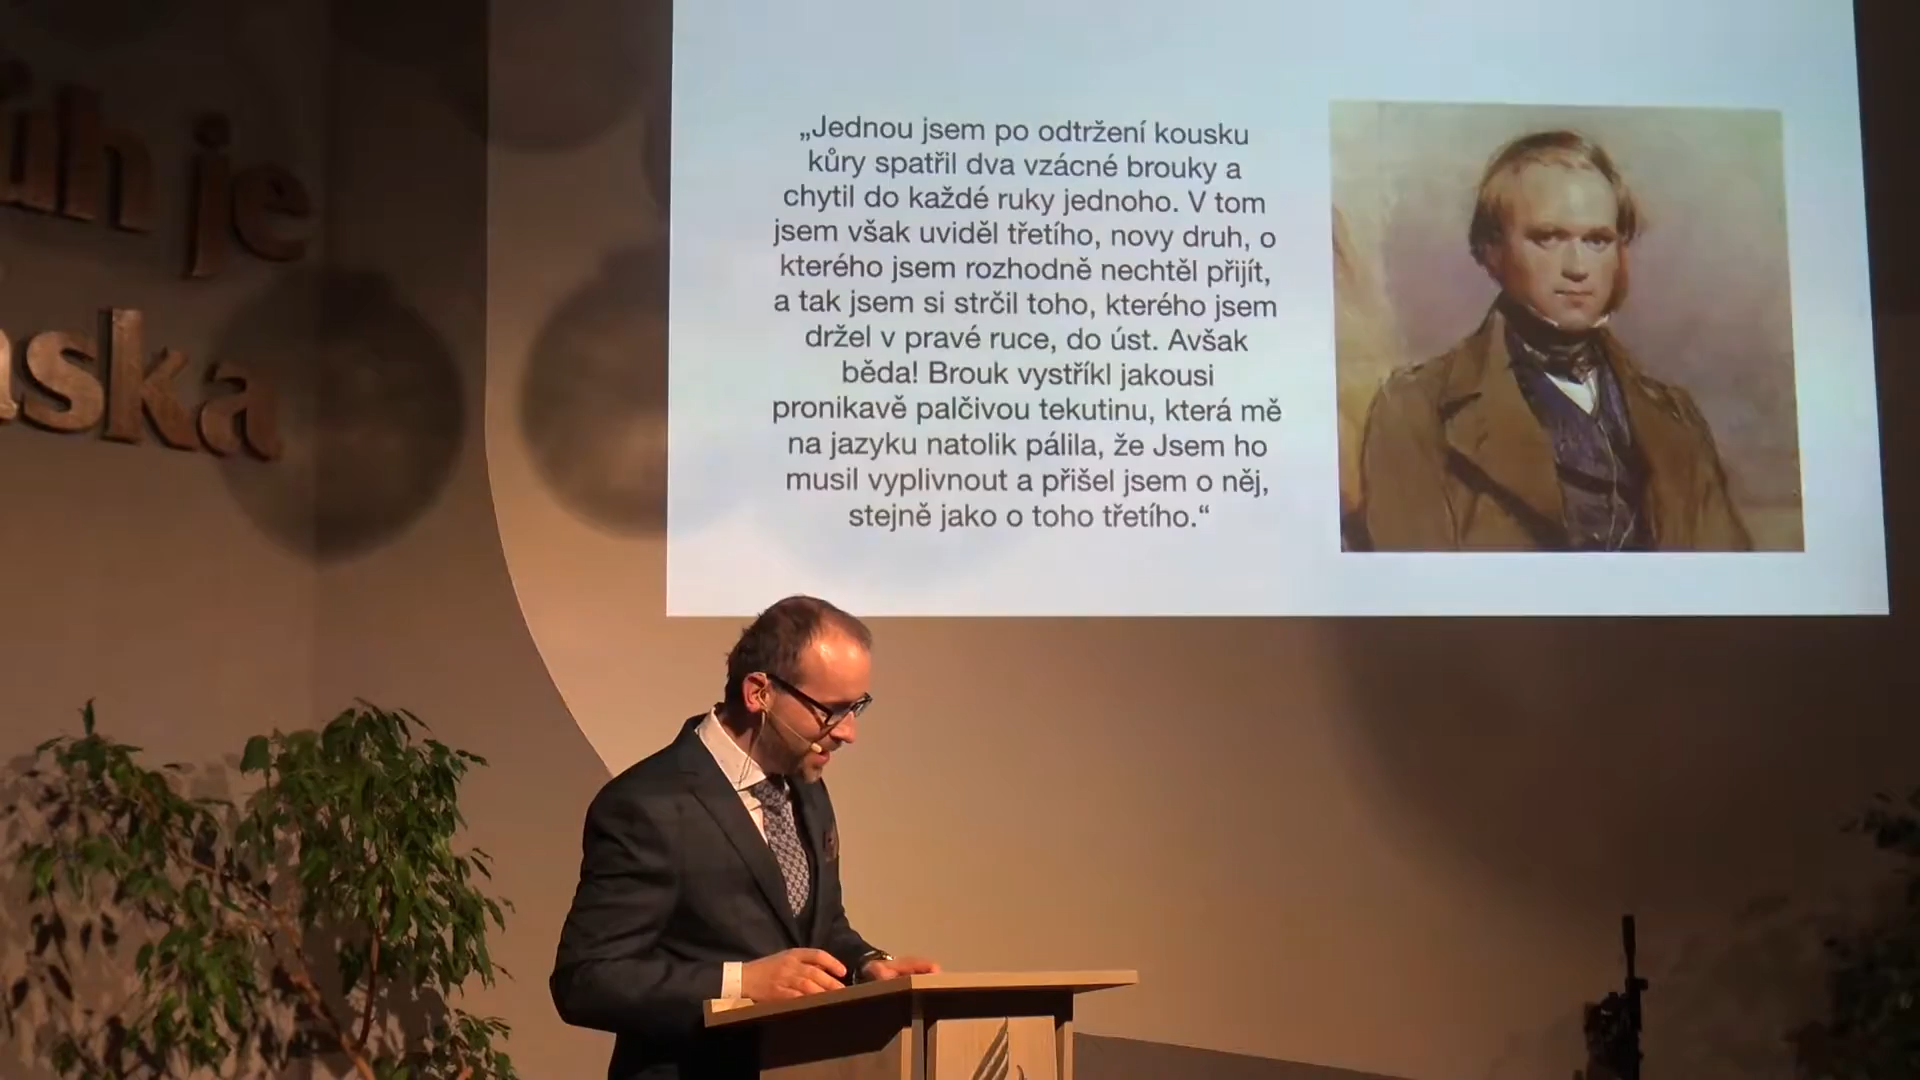 ůh je
áska
„Jednou jsem po odtržení kousku
kůry spatřil dva vzácné brouky a
chytil do každé ruky jednoho. V tom
jsem však uviděl třetího, novy druh, o
kterého jsem rozhodně nechtěl přijít,
a tak jsem si strčil toho, kterého jsem
držel v pravé ruce, do úst. Avšak
běda! Brouk vystříkl jakousi
pronikavě palčivou tekutinu, která mě
na jazyku natolik pálila, že Jsem ho
musil vyplivnout a přišel jsem o něj,
stejně jako o toho třetího.“